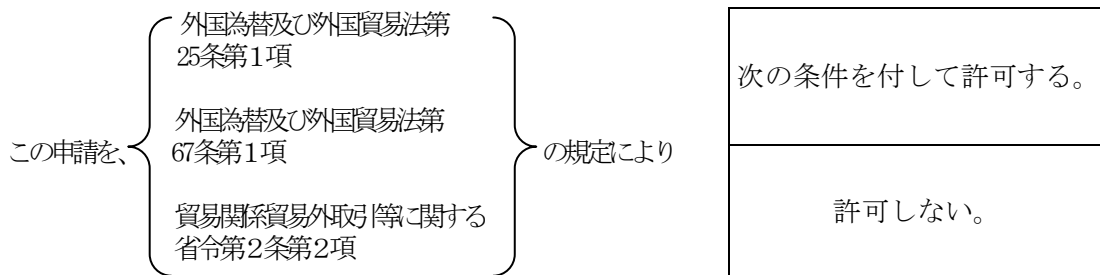 外国為替及び外国貿易法第
25条第1項
外国為替及び外国貿易法第
67条第1項
貿易関係貿易外取引等に関する
省令第2条第2項
この申請を、
の規定により
次の条件を付して許可する。
許可しない。